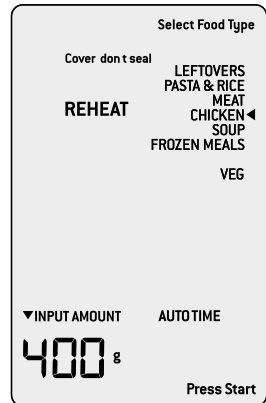 Select Food Type
Cover don t seal
LEFTOVERS
PASTA & RICE
REHEAT
MEAT
CHICKEN◀
SOUP
FROZEN MEALS
VEG
▼INPUT AMOUNT AUTO TIME
400 g
Press Start